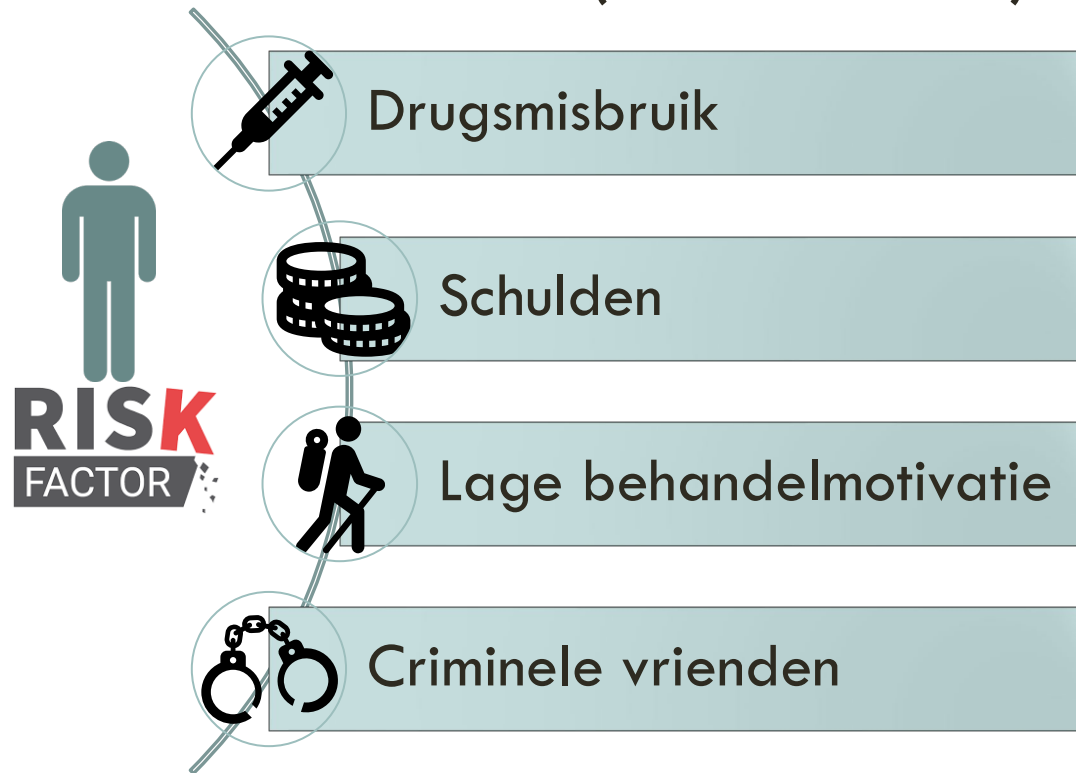 Drugsmisbruik
Schulden
RISK
FACTOR
Lage behandelmotivatie
Criminele vrienden